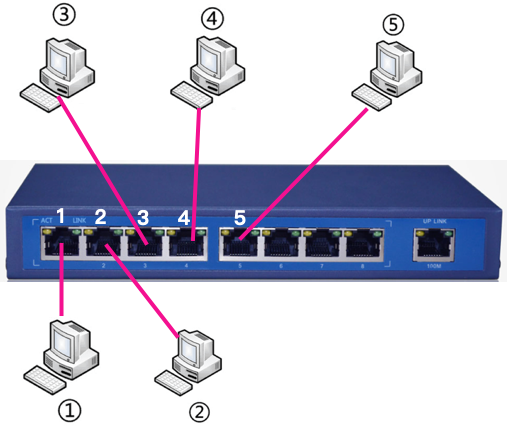 ③ ④ ⑤
ACT 1 LINK 2 3 4 5 UP LINK
2 3 4 5 6 7 8 100M
① ②